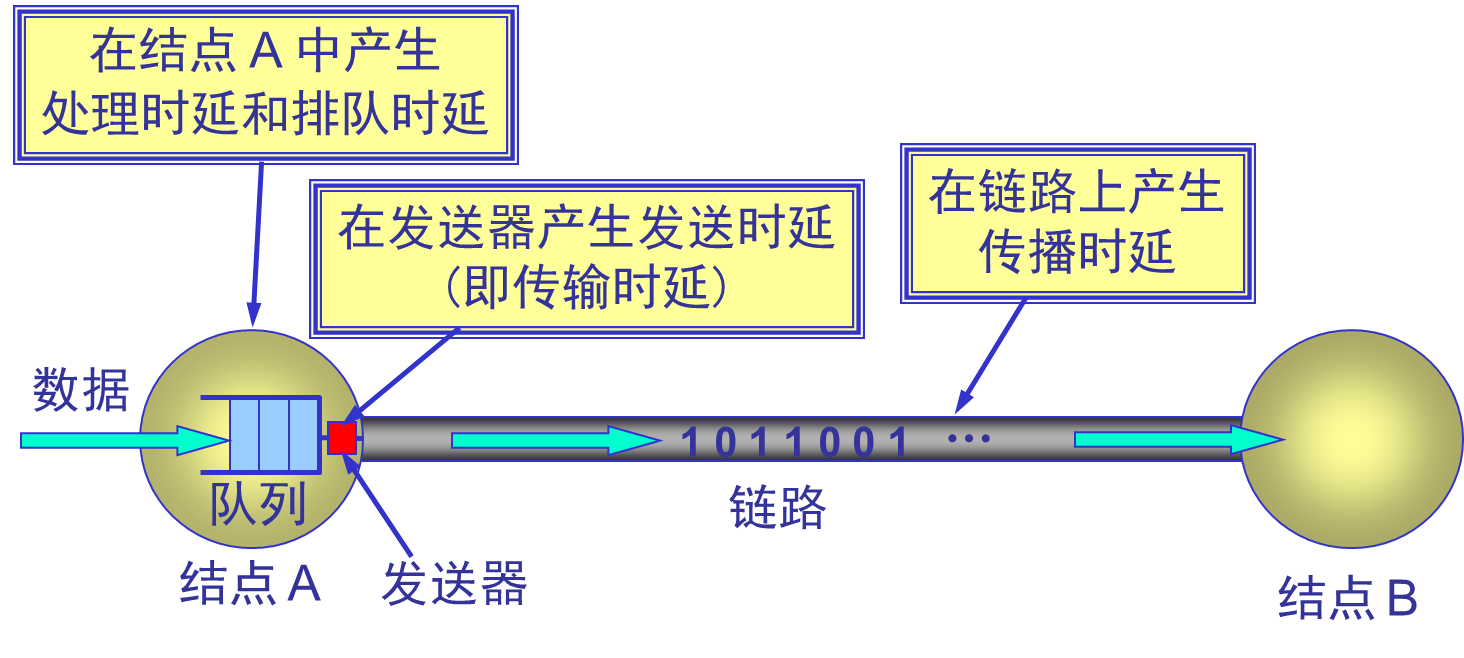 在结点 A 中产生
处理时延和排队时延
在发送器产生发送时延
(即传输时延)
在链路上产生
传播时延
数据
1 0 1 1 0 0 1 …
队列
链路
结点 A
发送器
结点 B